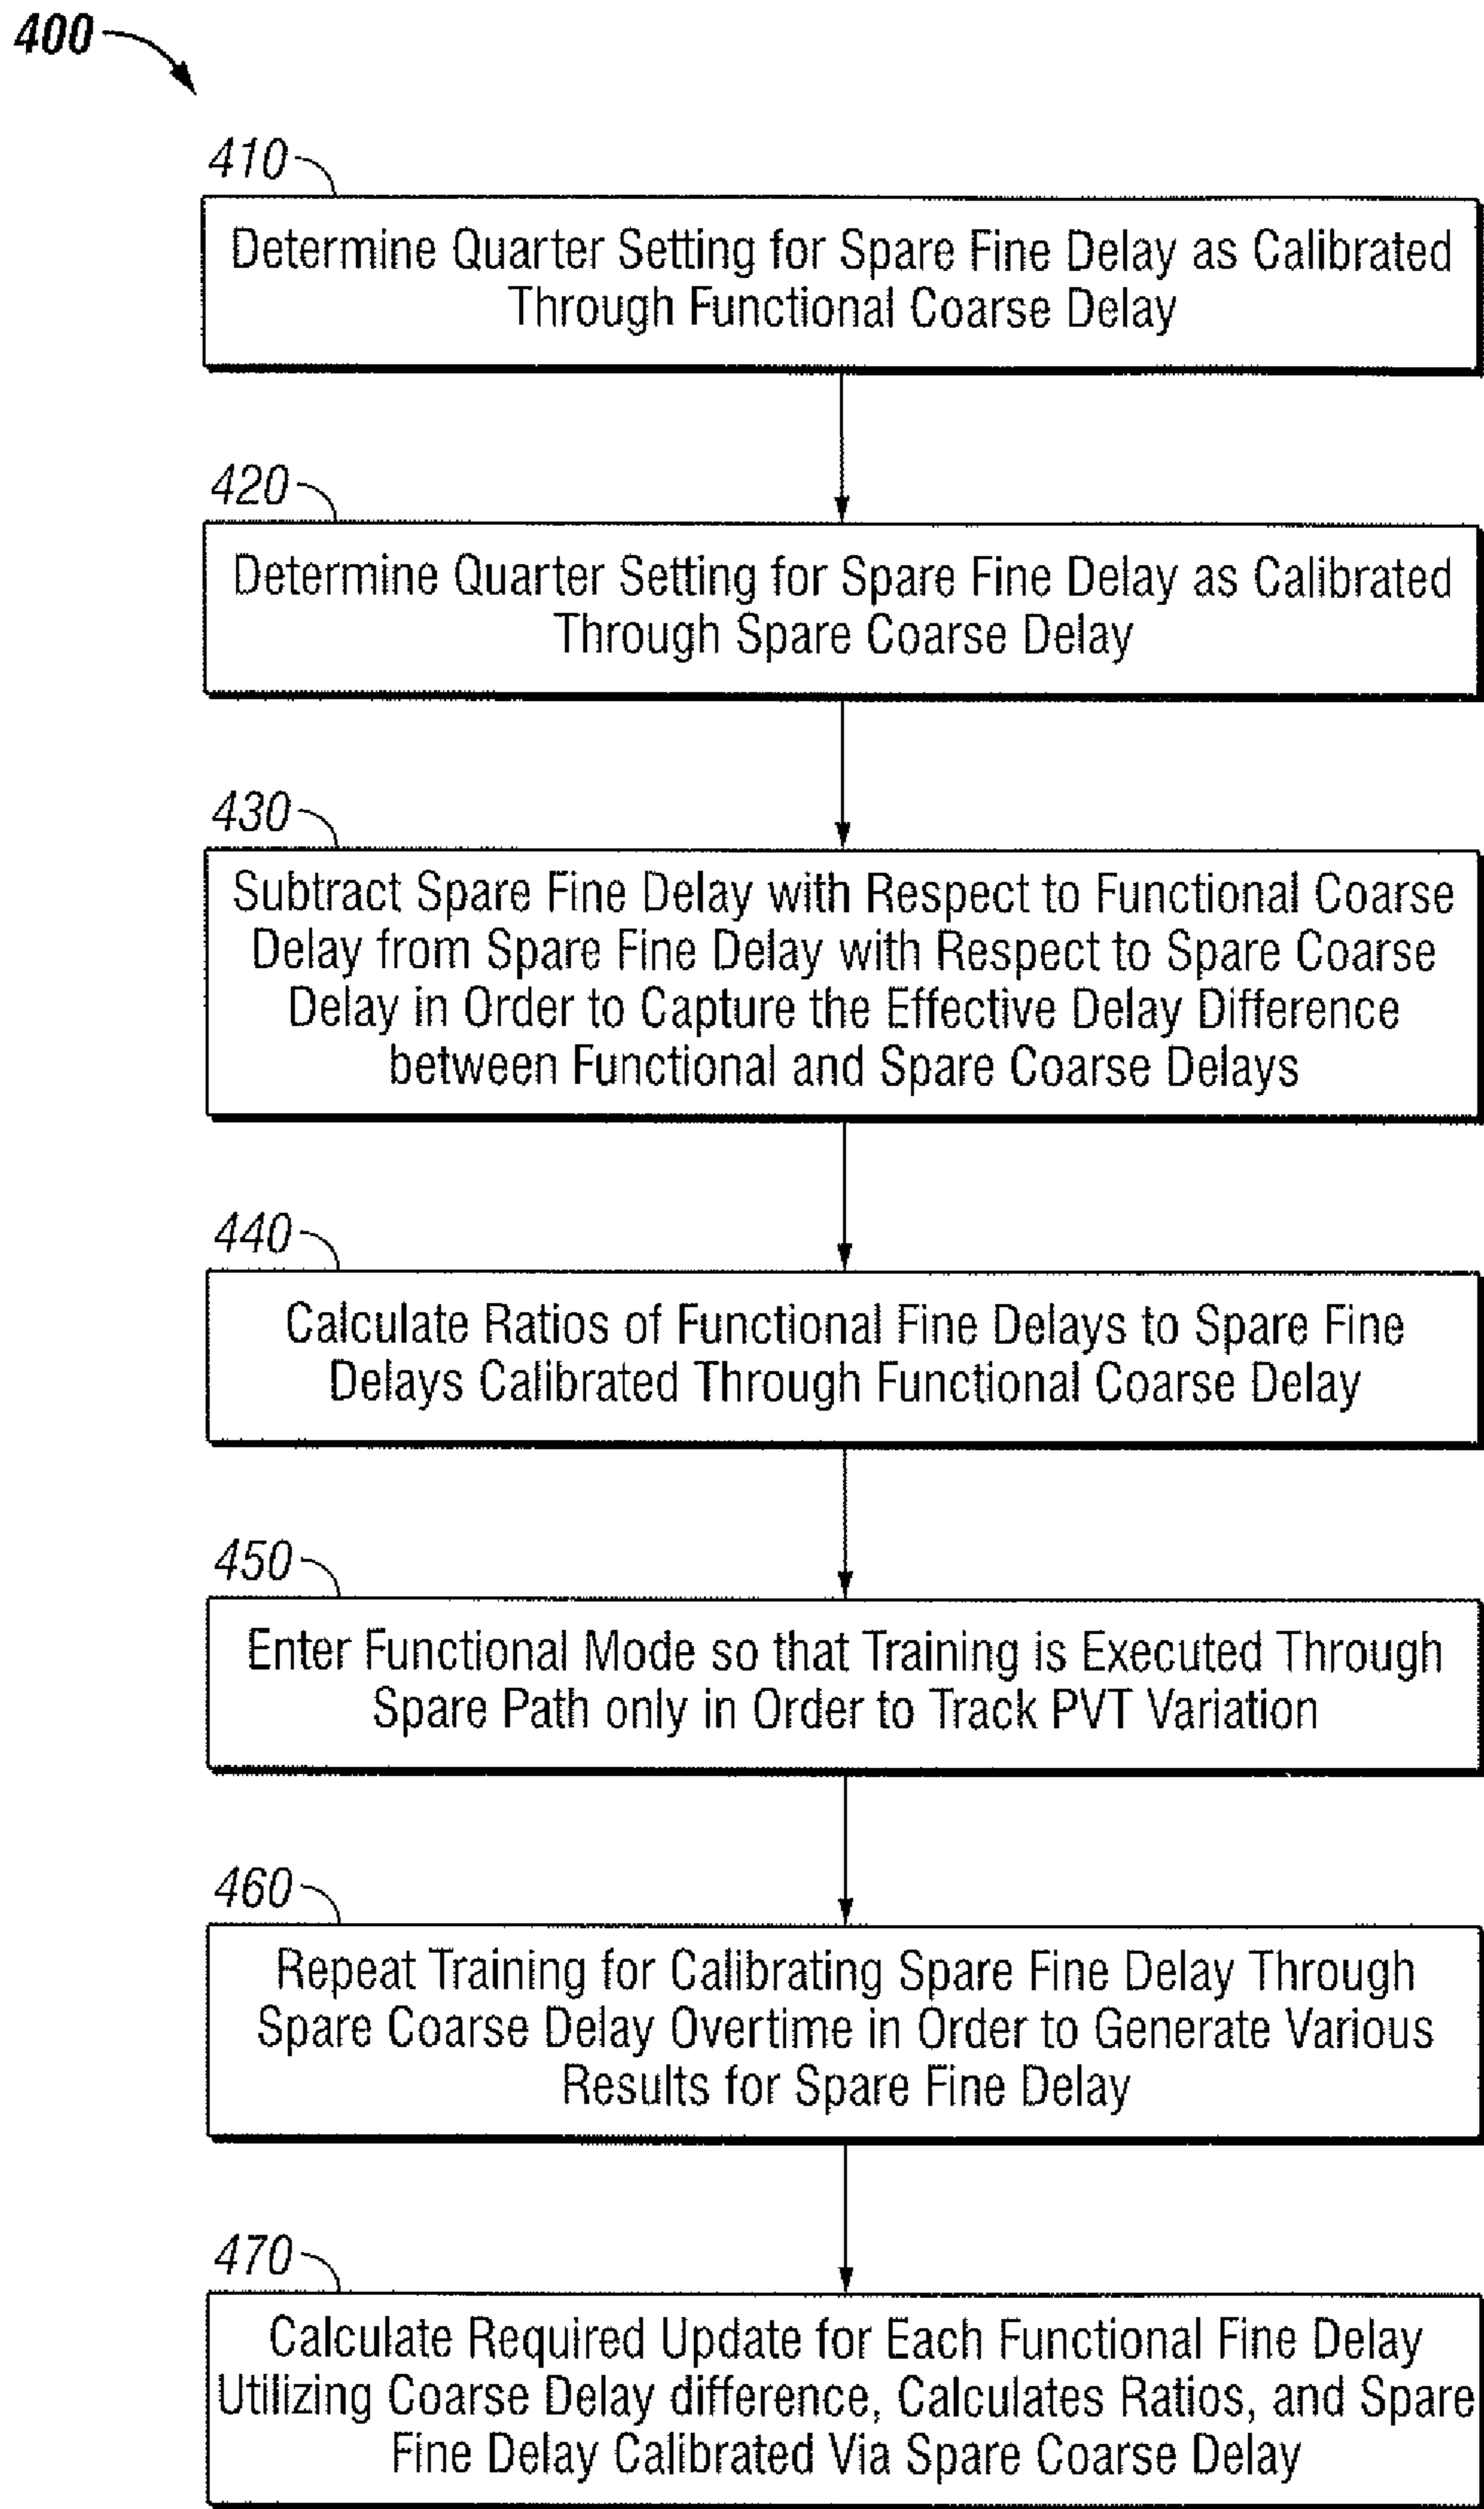 400
410
Determine Quarter Setting for Spare Fine Delay as Calibrated
Through Functional Coarse Delay
420
Determine Quarter Setting for Spare Fine Delay as Calibrated
Through Spare Coarse Delay
430
Subtract Spare Fine Delay with Respect to Functional Coarse
Delay from Spare Fine Delay with Respect to Spare Coarse
Delay in Order to Capture the Effective Delay Difference
between Functional and Spare Coarse Delays
440
Calculate Ratios of Functional Fine Delays to Spare Fine
Delays Calibrated Through Functional Coarse Delay
450
Enter Functional Mode so that Training is Executed Through
Spare Path only in Order to Track PVT Variation
460
Repeat Training for Calibrating Spare Fine Delay Through
Spare Coarse Delay Overtime in Order to Generate Various
Results for Spare Fine Delay
470
Calculate Required Update for Each Functional Fine Delay
Utilizing Coarse Delay difference, Calculates Ratios, and Spare
Fine Delay Calibrated Via Spare Coarse Delay